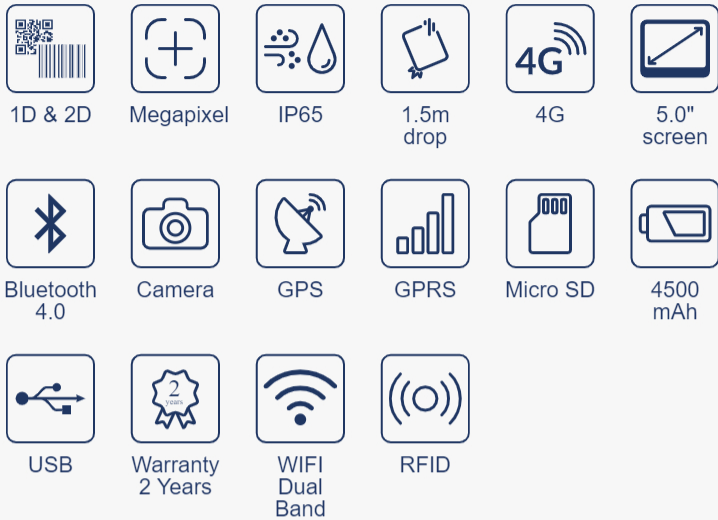 1D & 2D
Megapixel
IP65
1.5m
drop
4G
4G
5.0"
screen
Bluetooth
4.0
Camera
GPS
GPRS
Micro SD
4500
mAh
USB
2
years
Warranty
2 Years
WIFI
Dual
Band
RFID